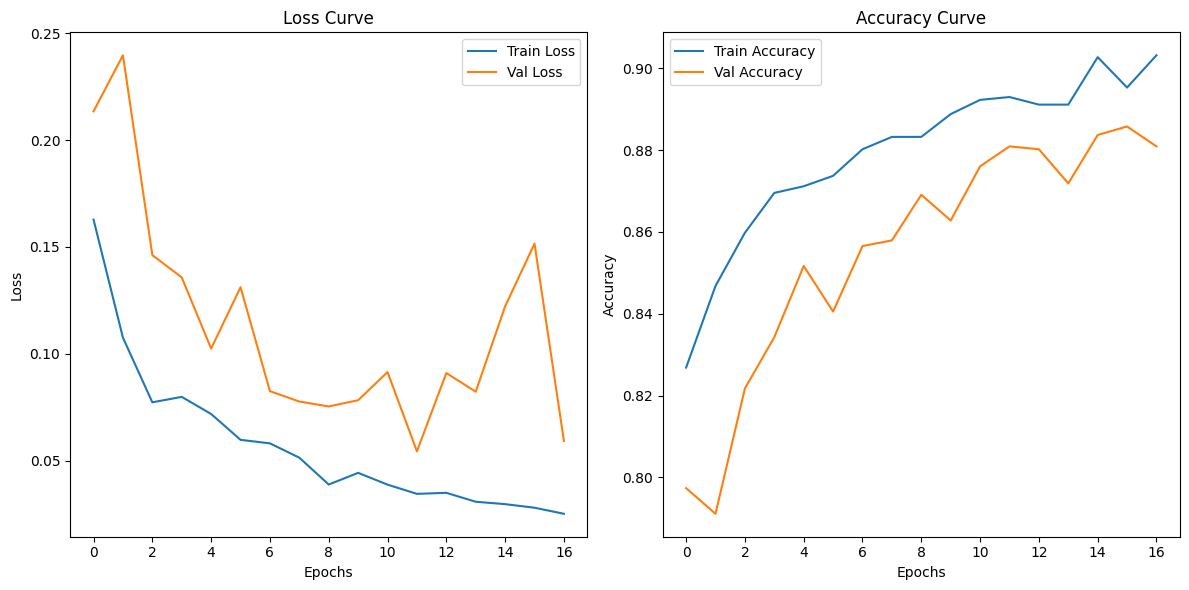 Loss Curve
0.25
0.20
0.15
0.10
0.05
Loss
Train Loss
Val Loss
0 2 4 6 8 10 12 14 16
Epochs
Accuracy Curve
0.90
0.88
0.86
0.84
0.82
0.80
Accuracy
Train Accuracy
Val Accuracy
0 2 4 6 8 10 12 14 16
Epochs